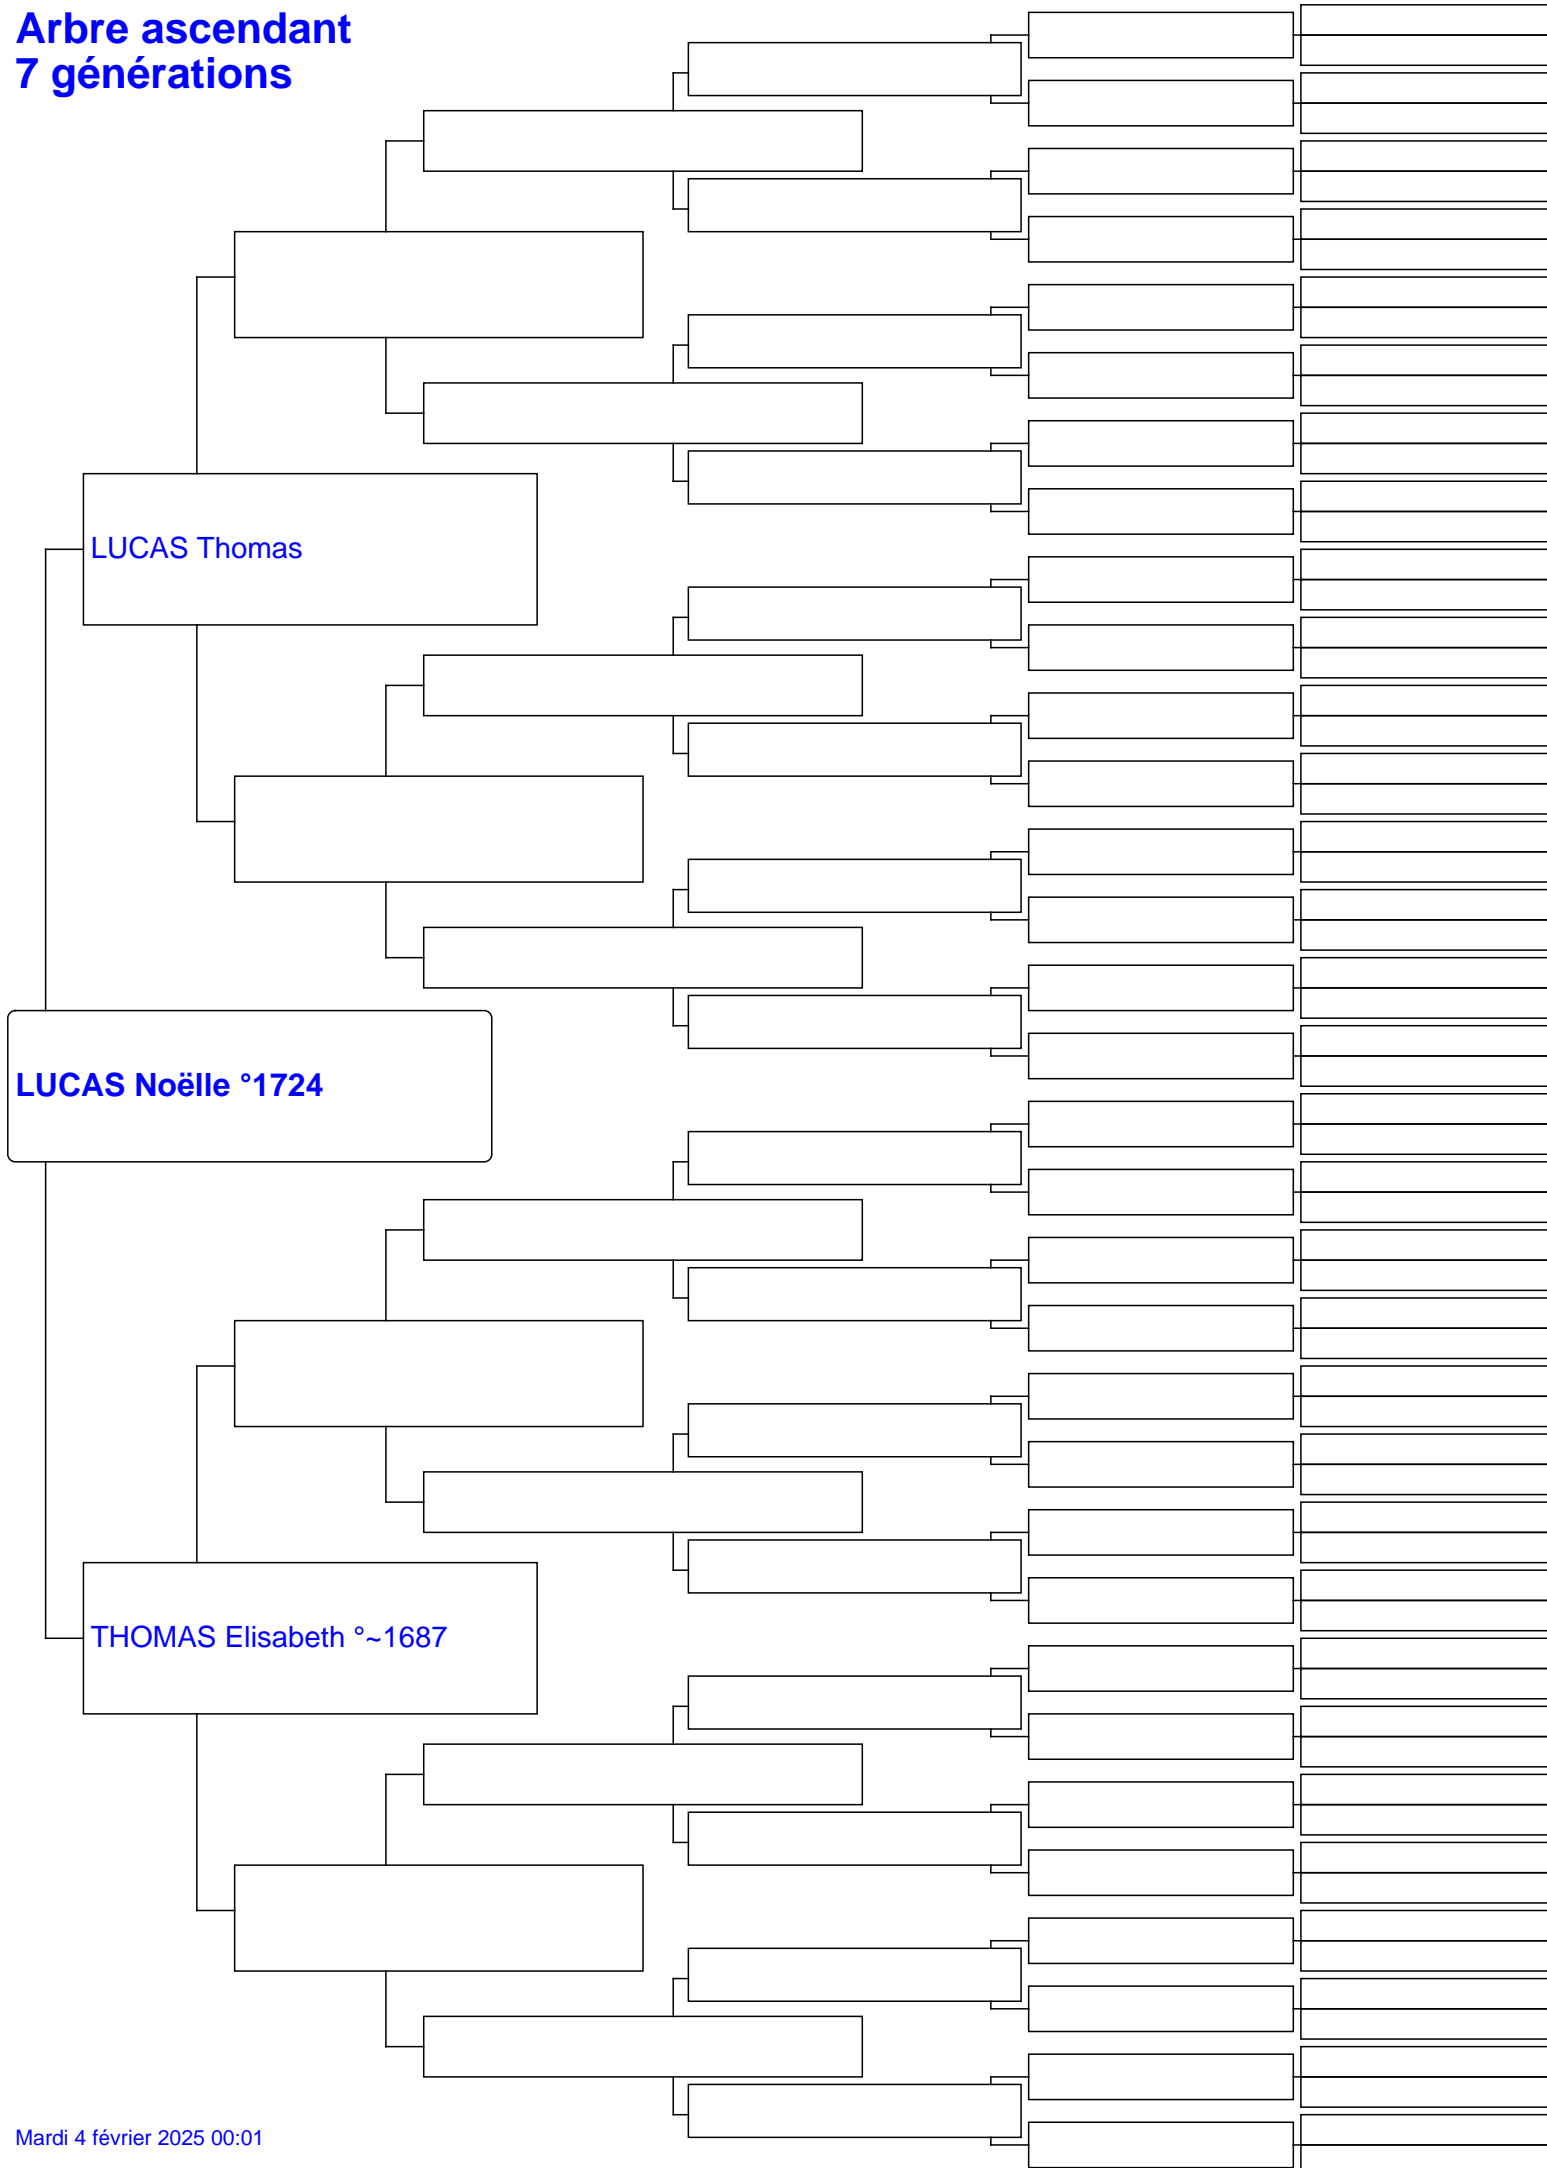 Arbre ascendant
7 générations
LUCAS Thomas
LUCAS Noëlle °1724
THOMAS Elisabeth °~1687
Mardi 4 février 2025 00:01